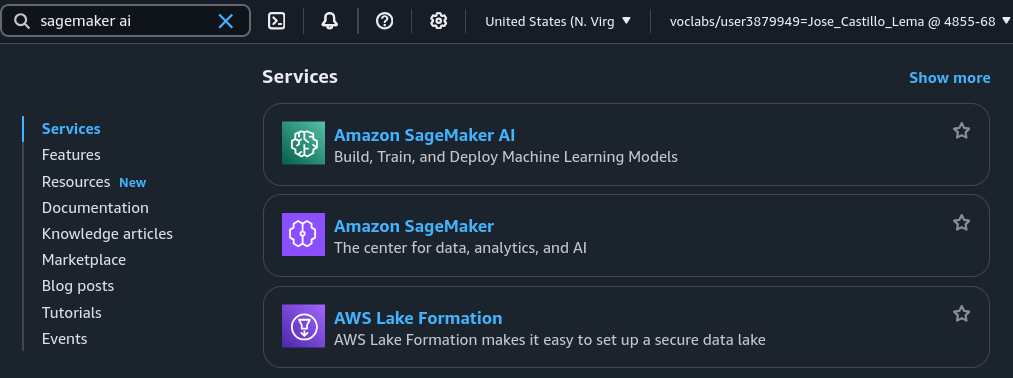 sagemaker ai
United States (N. Virg
voclabs/user3879949=Jose_Castillo_Lema @ 4855-68
Services
Features
Resources New
Documentation
Knowledge articles
Marketplace
Blog posts
Tutorials
Events
Services
Show more
Amazon SageMaker AI
Build, Train, and Deploy Machine Learning Models
Amazon SageMaker
The center for data, analytics, and AI
AWS Lake Formation
AWS Lake Formation makes it easy to set up a secure data lake